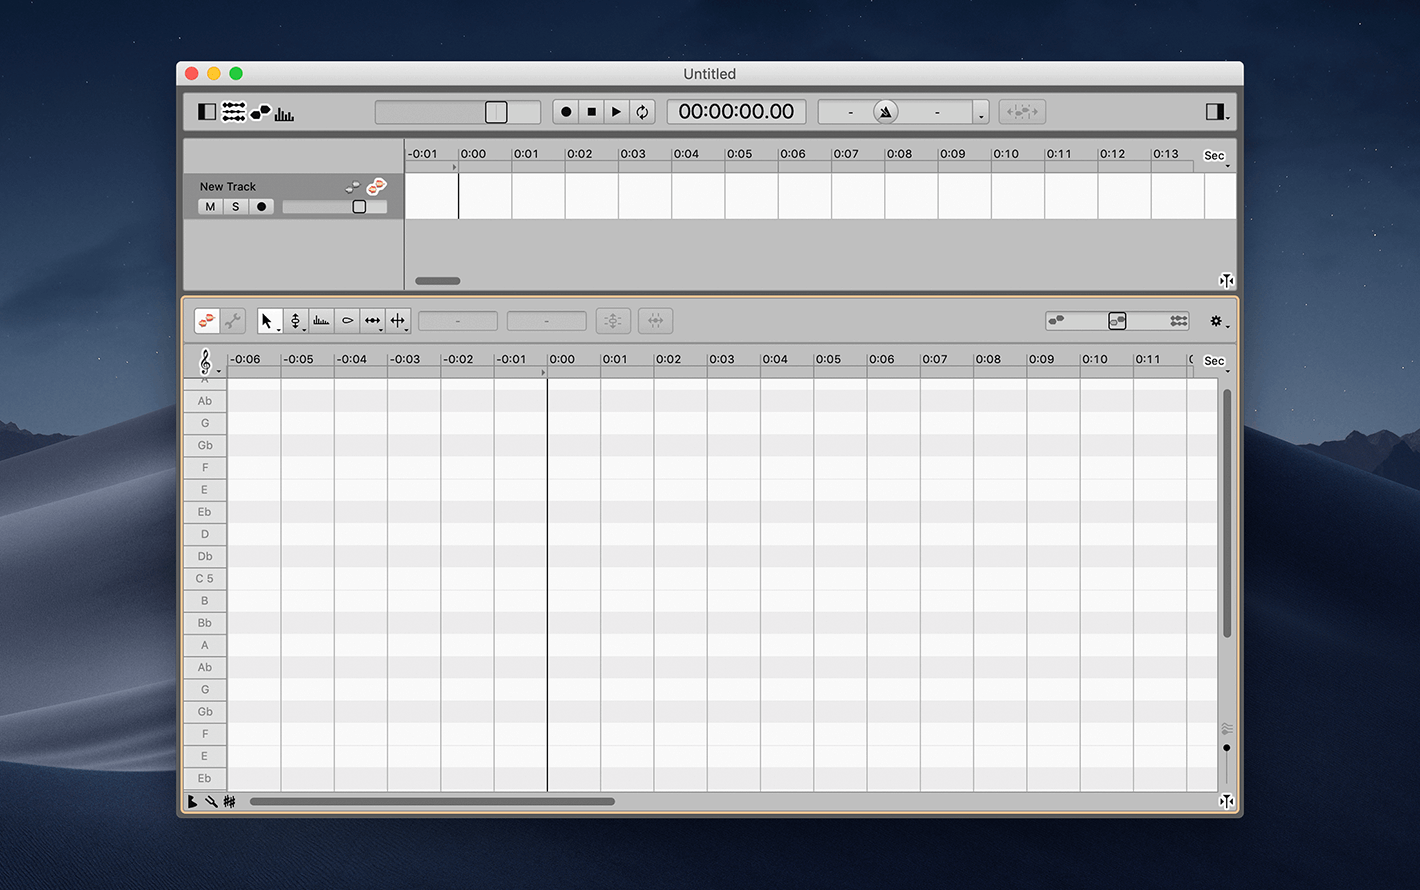 Untitled
00:00:00.00
-
-
-0:01 0:00 0:01 0:02 0:03 0:04 0:05 0:06 0:07 0:08 0:09 0:10 0:11 0:12 0:13 Sec
New Track
M S
-
-
-0:06 -0:05 -0:04 -0:03 -0:02 -0:01 0:00 0:01 0:02 0:03 0:04 0:05 0:06 0:07 0:08 0:09 0:10 0:11 Sec
A
Ab
G
Gb
F
E
Eb
D
Db
C 5
B
Bb
A
Ab
G
Gb
F
E
Eb